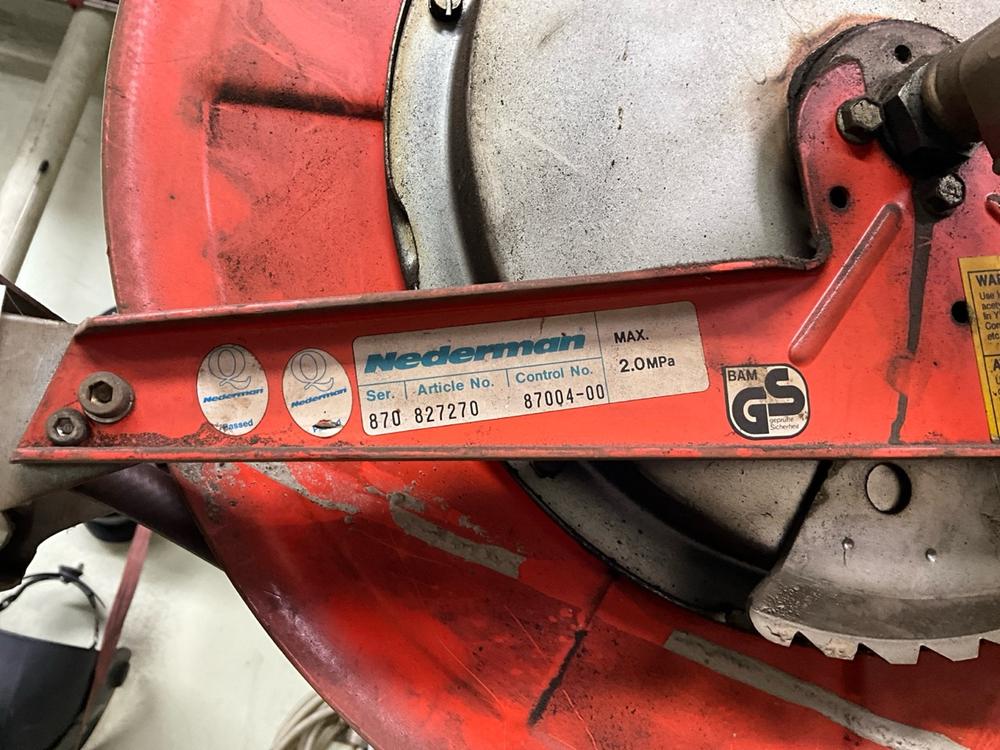 Q
Nederman
Passed
Q
Nederman
Nederman
MAX.
2.0MPa
Ser. Article No. Control No.
870 827270 87004-00
BAM
GS
geprüfte
Sicherheit